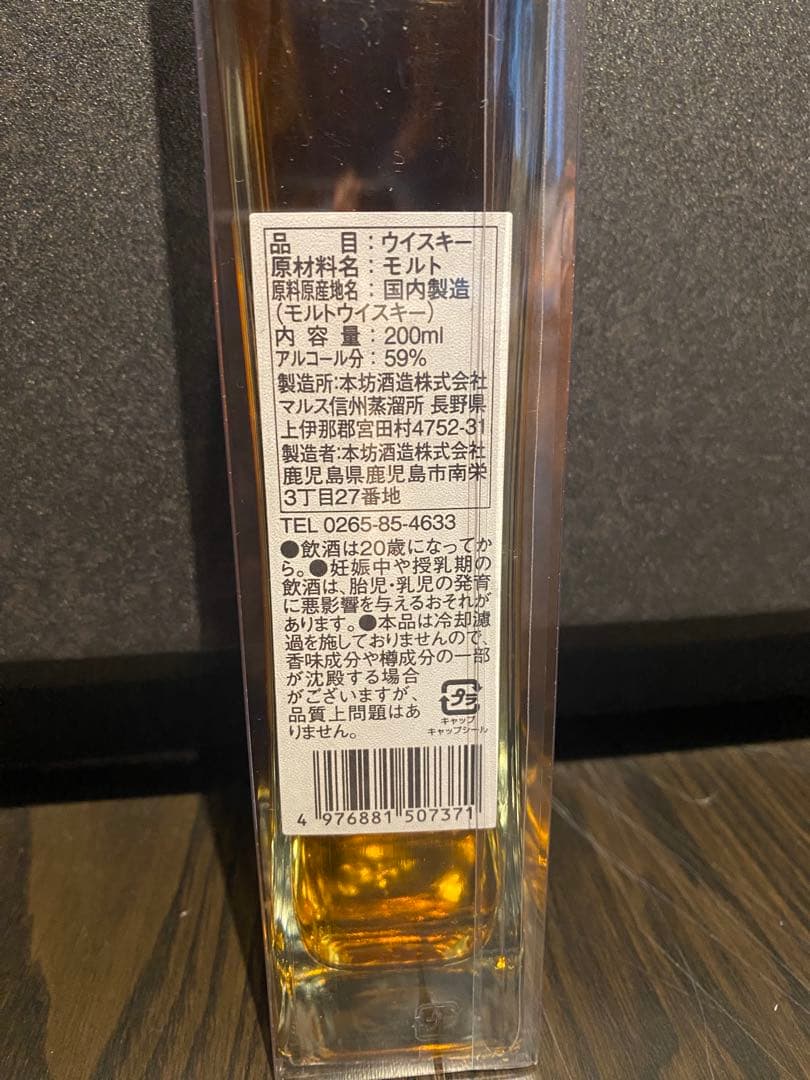 品　　目：ウイスキー
原材料名：モルト
原料原産地名：国内製造
（モルトウイスキー）
内 容 量：200ml
アルコール分：59%
製造所：本坊酒造株式会社
マルス信州蒸溜所 長野県
上伊那郡宮田村4752-31
製造者：本坊酒造株式会社
鹿児島県鹿児島市南栄
3丁目27番地
TEL 0265-85-4633
●飲酒は20歳になってか
ら。●妊娠中や授乳期の
飲酒は、胎児・乳児の発育
に悪影響を与えるおそれが
あります。●本品は冷却濾
過を施しておりませんので、
香味成分や樽成分の一部
が沈殿する場合
がございますが、
品質上問題はあ
りません。
プラ
キャップ
キャップシール
4 976881 507371